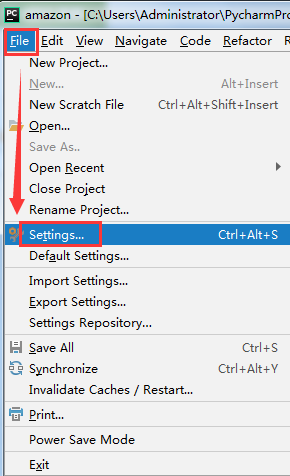 PC amazon - [C:\Users\Administrator\PycharmPro
File Edit View Navigate Code Refactor
New Project...
New... Alt+Insert
New Scratch File Ctrl+Alt+Shift+Insert
Open...
Save As..
Open Recent
Close Project
Rename Project...
Settings... Ctrl+Alt+S
Default Settings...
Import Settings...
Export Settings...
Settings Repository...
Save All Ctrl+S
Synchronize Ctrl+Alt+Y
Invalidate Caches / Restart...
Print...
Power Save Mode
Exit